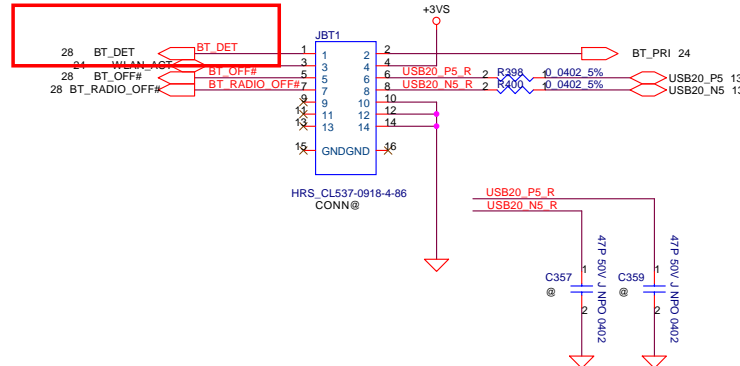 +3VS
JBT1
28 BT_DET BT_DET 1 1 2 2 BT_PRI 24
24 WLAN_ACT 3 3 4 4
28 BT_OFF# BT_OFF# 5 5 6 6 USB20_P5_R 2 R398 1 0_0402_5% USB20_P5 13
28 BT_RADIO_OFF# BT_RADIO_OFF# 7 7 8 8 USB20_N5_R 2 R400 1 0_0402_5% USB20_N5 13
9 9 10 10
11 11 12 12
13 13 14 14
15 GNDGND 16
HRS_CL537-0918-4-86
CONN@
USB20_P5_R
USB20_N5_R
C357
@
1
2
47P 50V J NPO 0402
C359
@
1
2
47P 50V J NPO 0402